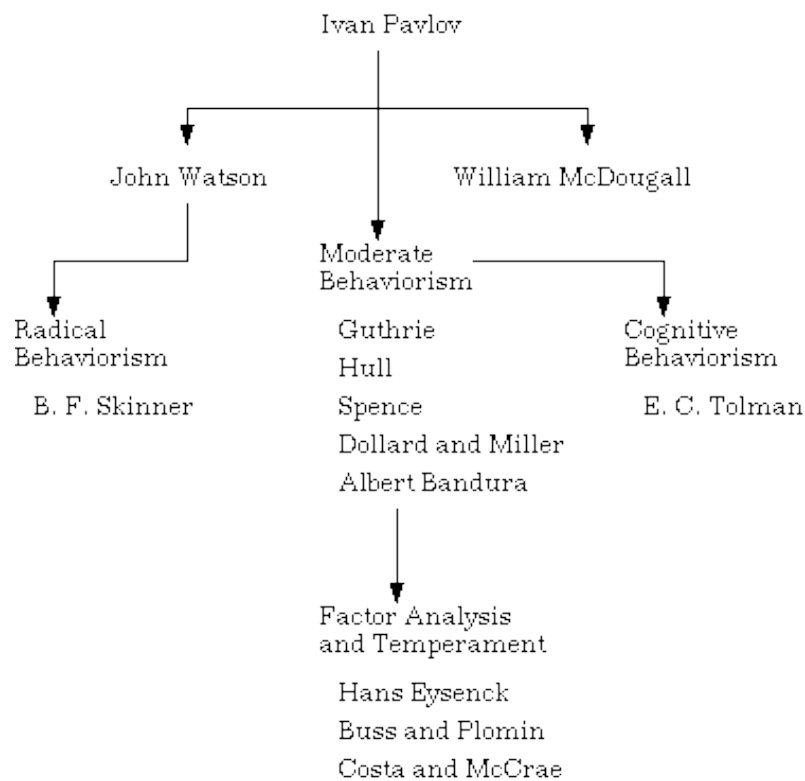 Ivan Pavlov
John Watson
William McDougall
Moderate
Behaviorism
Radical
Behaviorism
Guthrie
Cognitive
Behaviorism
Hull
B. F. Skinner
Spence
E. C. Tolman
Dollard and Miller
Albert Bandura
Factor Analysis
and Temperament
Hans Eysenck
Buss and Plomin
Costa and McCrae